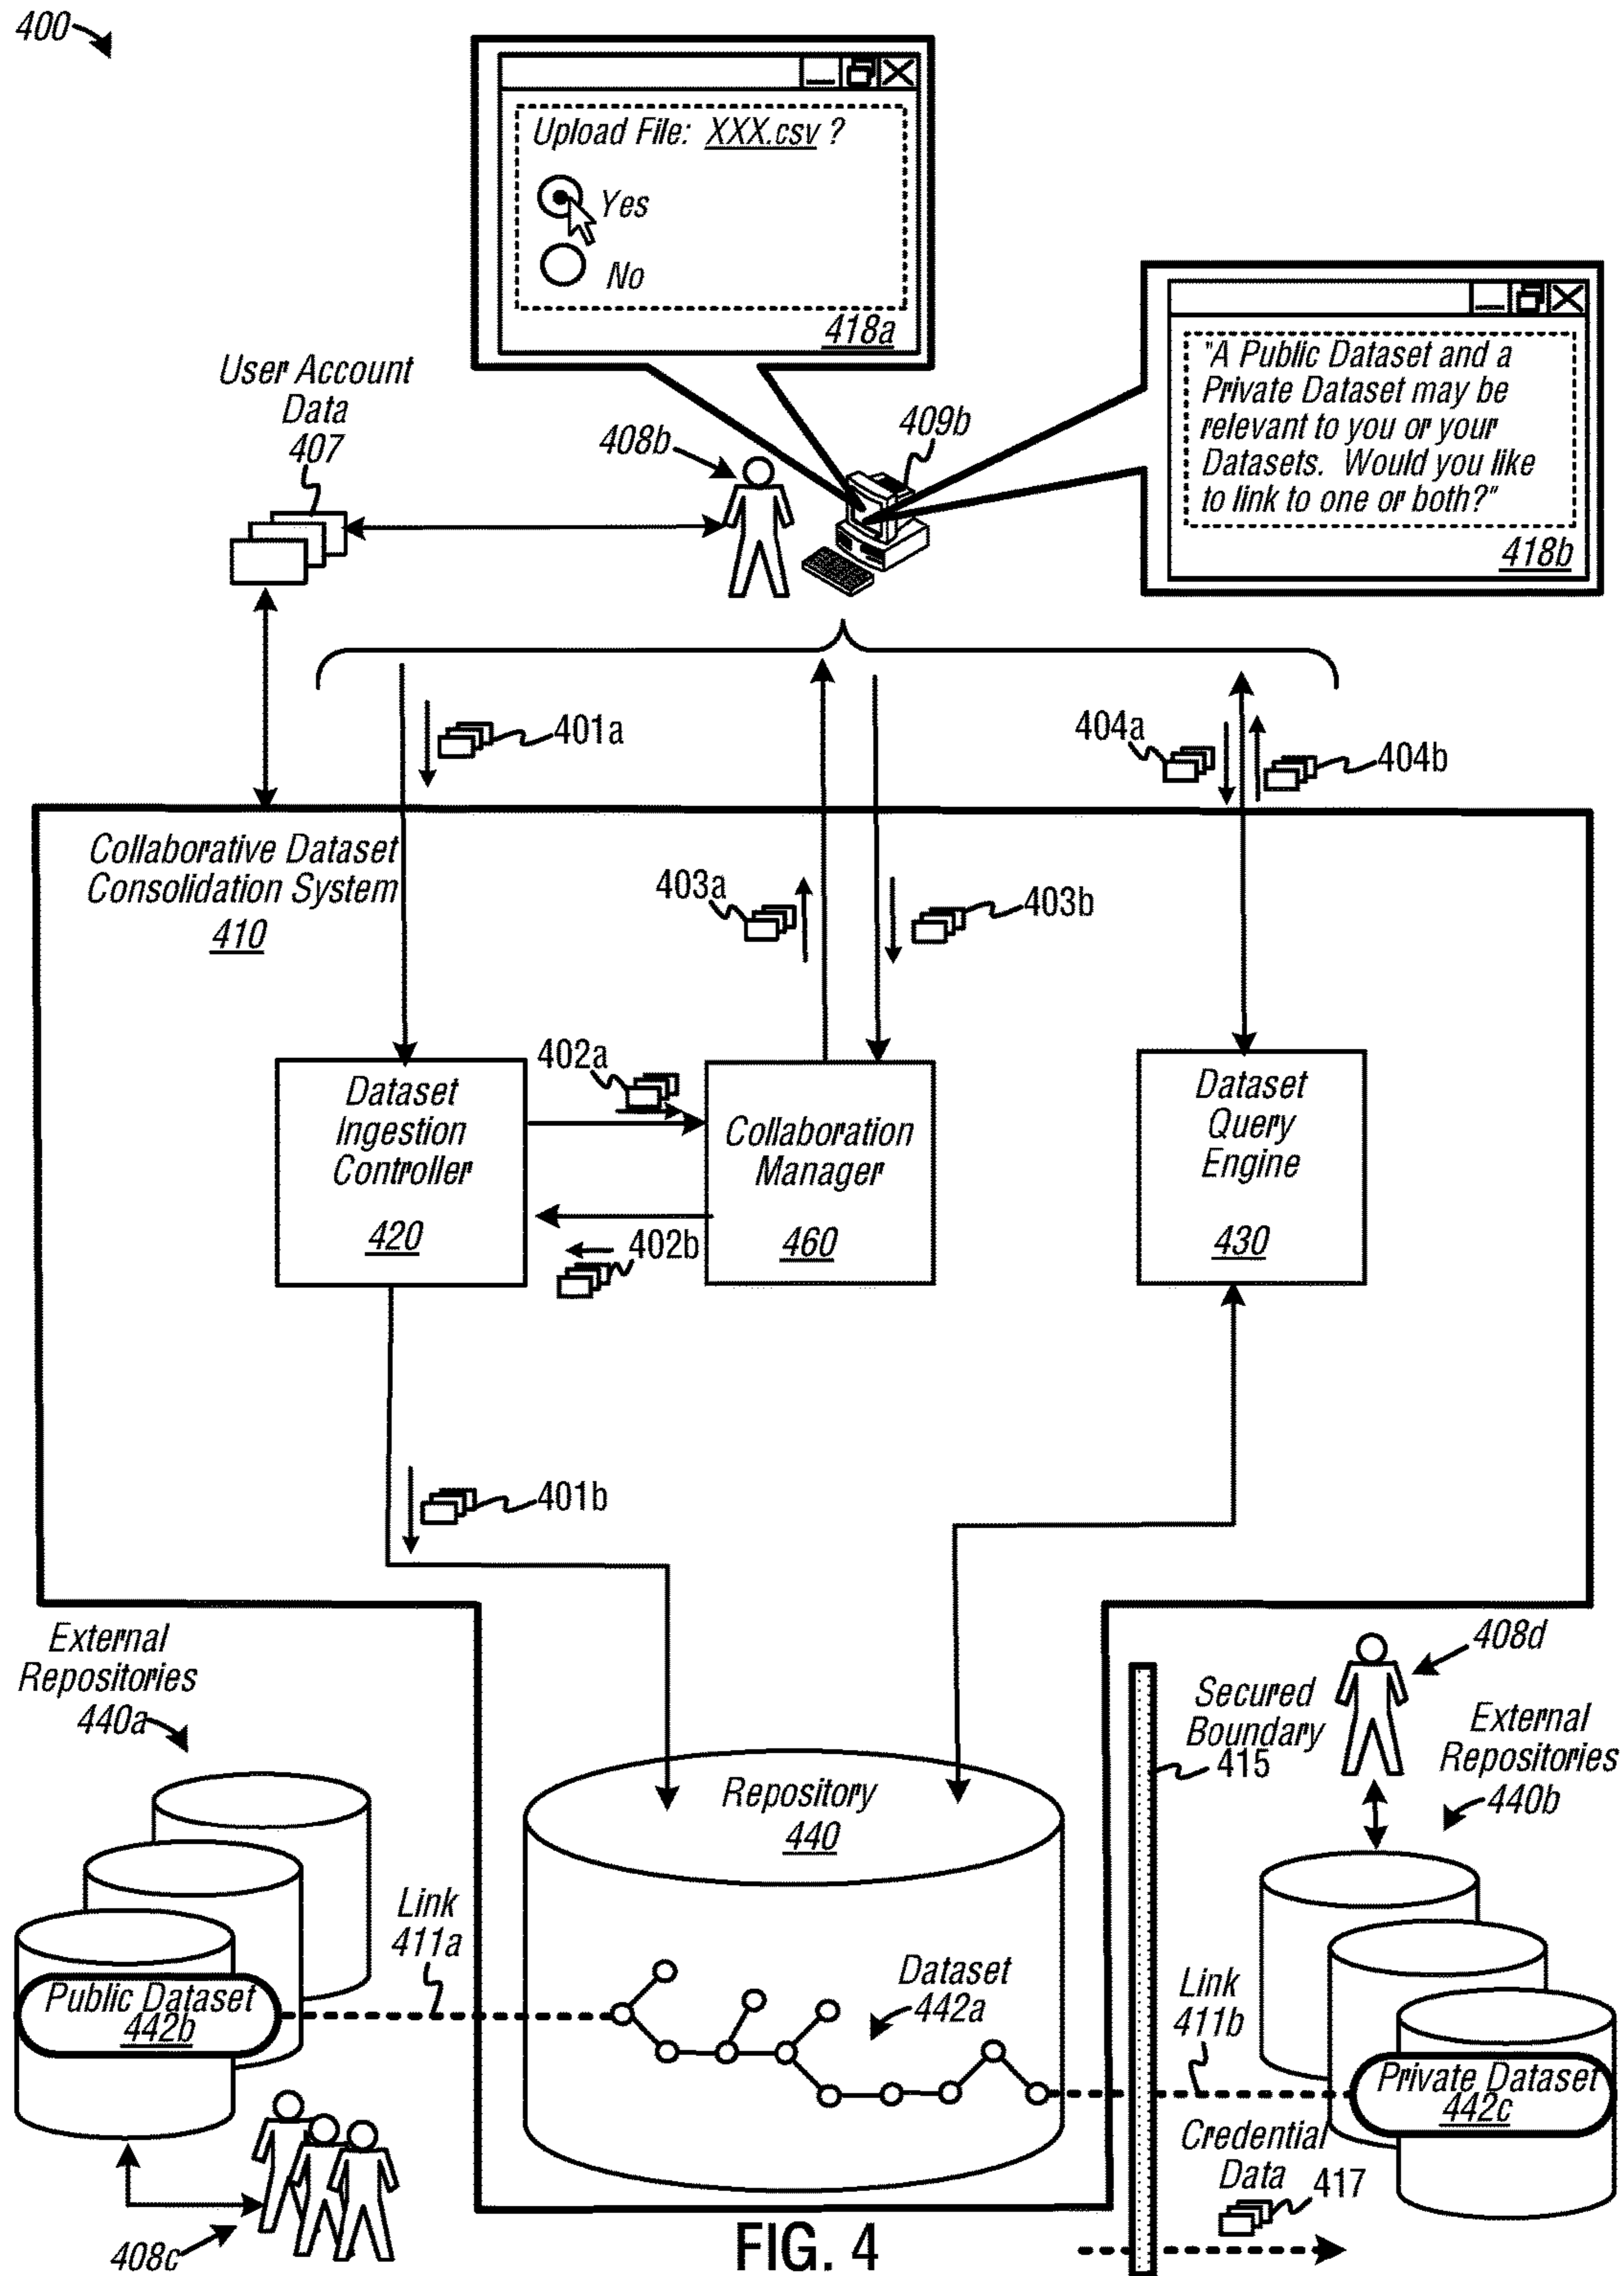 400
Upload File: XXX.csv ?
Yes
No
418a
"A Public Dataset and a
Private Dataset may be
relevant to you or your
Datasets. Would you like
to link to one or both?"
418b
User Account
Data
407
408b
409b
401a
404a
404b
Collaborative Dataset
Consolidation System
410
403a
403b
402a
Dataset
Ingestion
Controller
420
Collaboration
Manager
460
Dataset
Query
Engine
430
402b
401b
External
Repositories
440a
408d
Secured
Boundary
415
External
Repositories
440b
Repository
440
Link
411a
Dataset
442a
Public Dataset
442b
Link
411b
Private Dataset
442c
Credential
Data
417
408c
FIG. 4